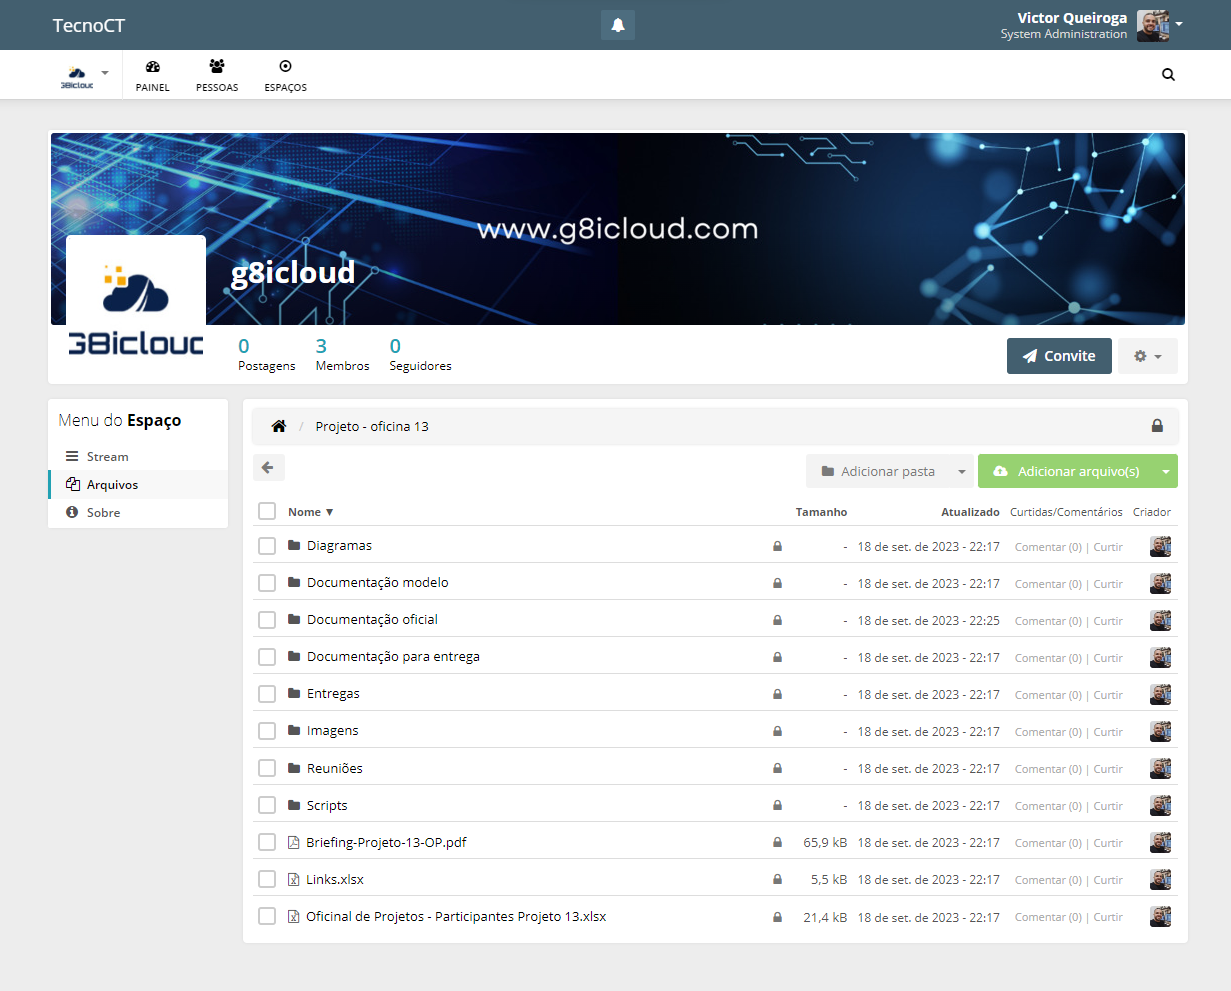 TecnoCT
Victor Queiroga
System Administration
G8icloud
PAINEL
PESSOAS
ESPAÇOS
www.g8icloud.com
g8icloud
G8icloud
0
Postagens
3
Membros
0
Seguidores
Convite
Menu do Espaço
Stream
Arquivos
Sobre
/ Projeto - oficina 13
Adicionar pasta
Adicionar arquivo(s)
Nome ▼ Tamanho Atualizado Curtidas/Comentários Criador
Diagramas - 18 de set. de 2023 - 22:17 Comentar (0) | Curtir
Documentação modelo - 18 de set. de 2023 - 22:17 Comentar (0) | Curtir
Documentação oficial - 18 de set. de 2023 - 22:25 Comentar (0) | Curtir
Documentação para entrega - 18 de set. de 2023 - 22:17 Comentar (0) | Curtir
Entregas - 18 de set. de 2023 - 22:17 Comentar (0) | Curtir
Imagens - 18 de set. de 2023 - 22:17 Comentar (0) | Curtir
Reuniões - 18 de set. de 2023 - 22:17 Comentar (0) | Curtir
Scripts - 18 de set. de 2023 - 22:17 Comentar (0) | Curtir
Briefing-Projeto-13-OP.pdf 65,9 kB 18 de set. de 2023 - 22:17 Comentar (0) | Curtir
Links.xlsx 5,5 kB 18 de set. de 2023 - 22:17 Comentar (0) | Curtir
Oficinal de Projetos - Participantes Projeto 13.xlsx 21,4 kB 18 de set. de 2023 - 22:17 Comentar (0) | Curtir